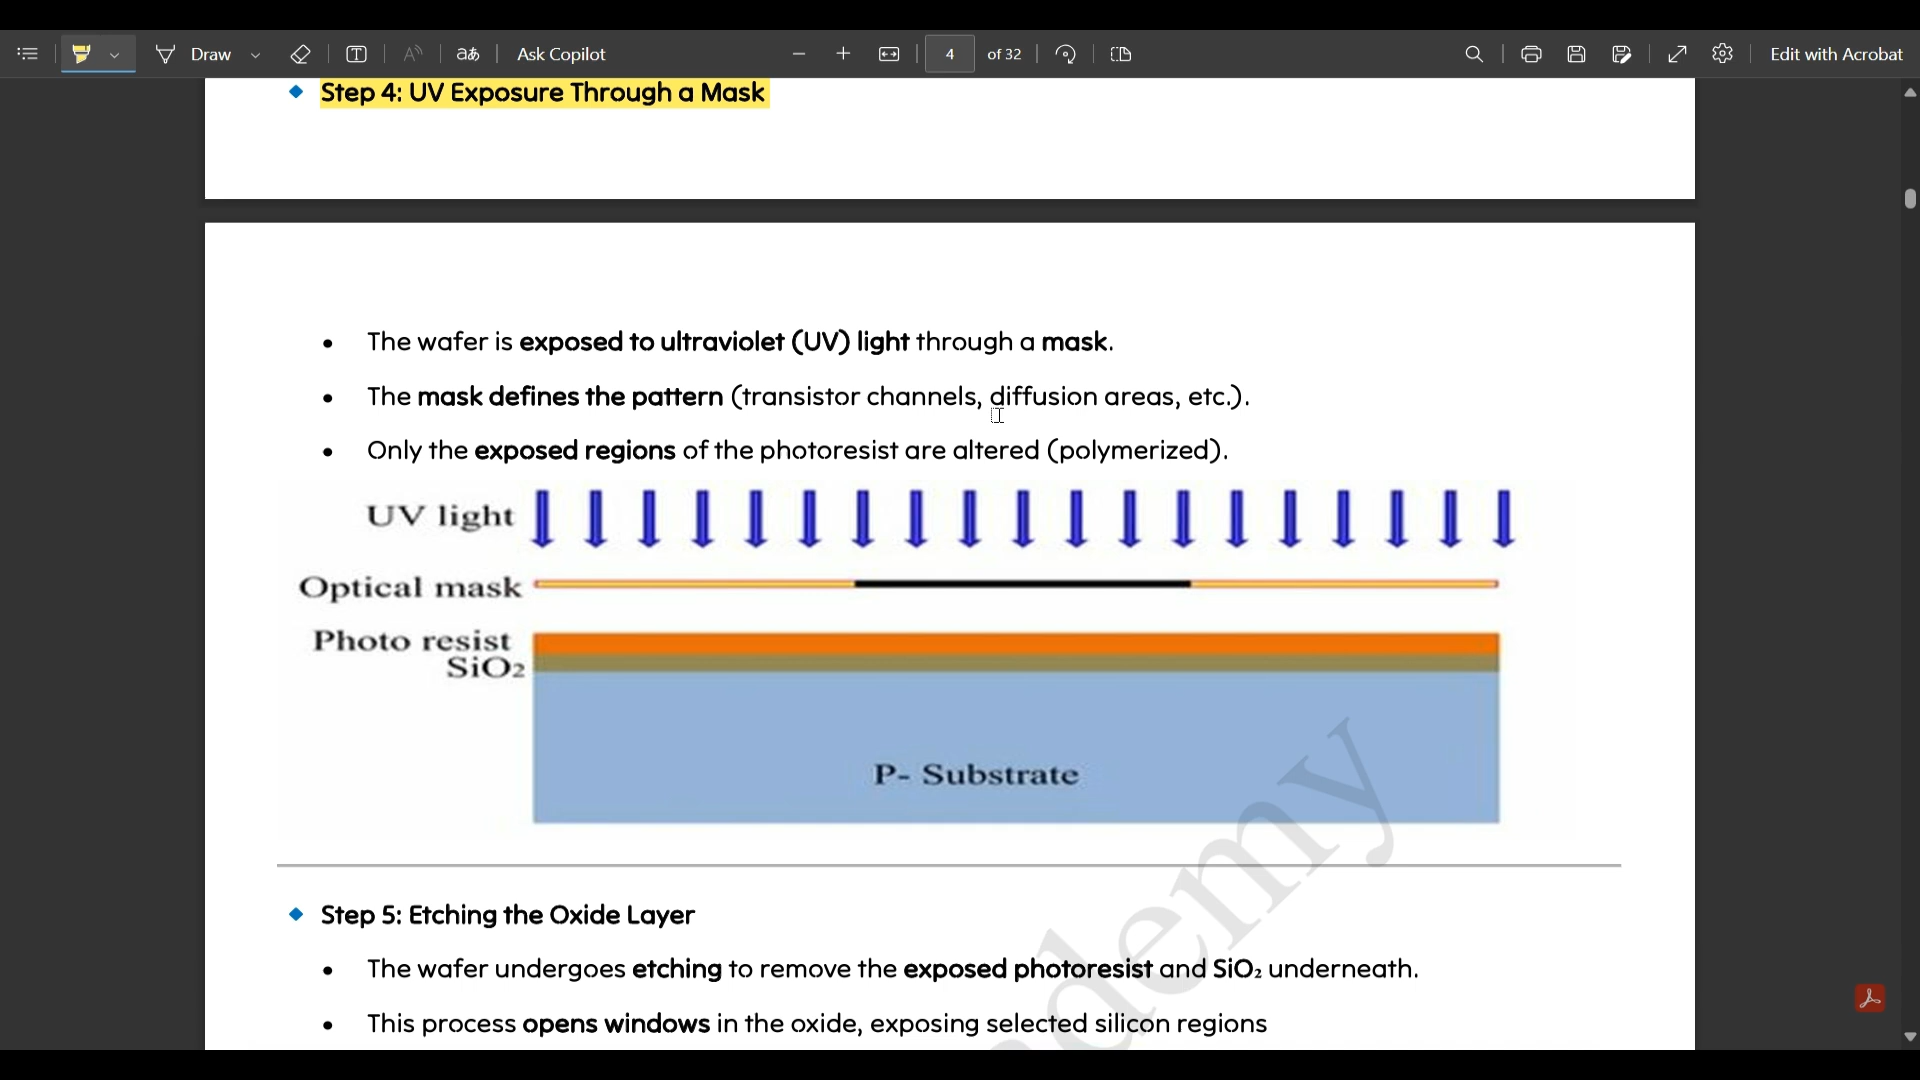 Draw
aあ
Ask Copilot
4 of 32
Edit with Acrobat
Step 4: UV Exposure Through a Mask
• The wafer is exposed to ultraviolet (UV) light through a mask.
• The mask defines the pattern (transistor channels, diffusion areas, etc.).
• Only the exposed regions of the photoresist are altered (polymerized).
UV light
Optical mask
Photo resist
SiO₂
P- Substrate
Step 5: Etching the Oxide Layer
• The wafer undergoes etching to remove the exposed photoresist and SiO₂ underneath.
• This process opens windows in the oxide, exposing selected silicon regions
demy